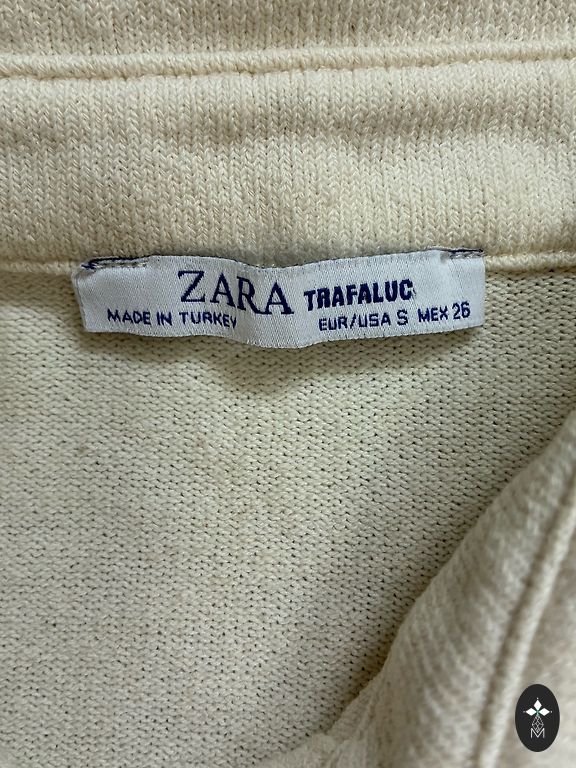 ZARA TRAFALUC
MADE IN TURKEY EUR/USA S MEX 26
M